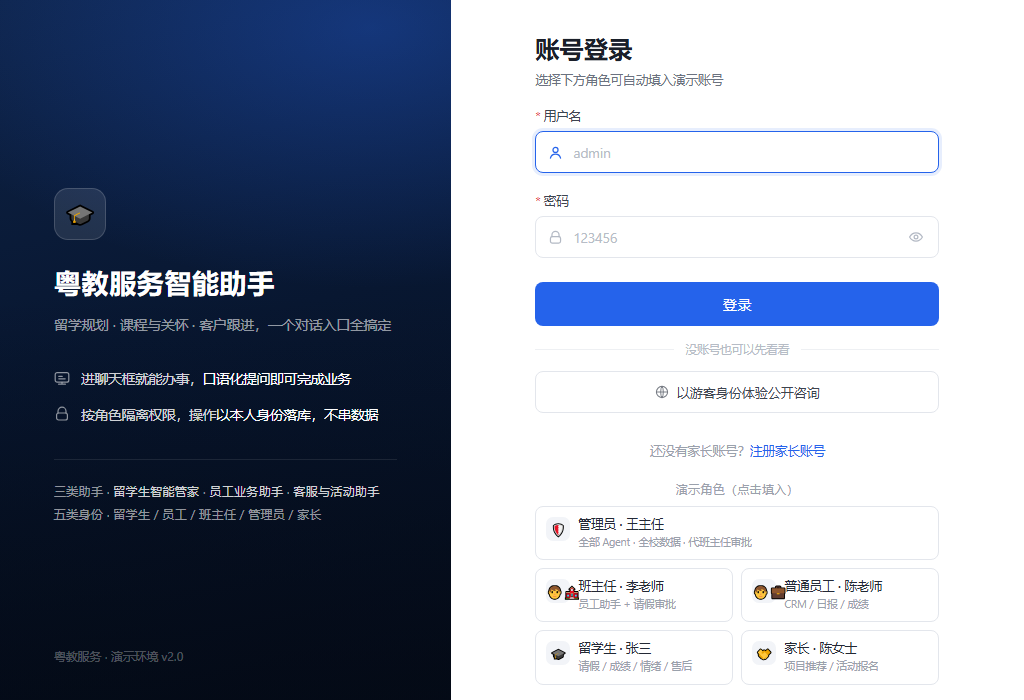 粤教服务智能助手
留学规划 · 课程与关怀 · 客户跟进，一个对话入口全搞定
进聊天框就能办事，口语化提问即可完成业务
按角色隔离权限，操作以本人身份落库，不串数据
三类助手 · 留学生智能管家 · 员工业务助手 · 客服与活动助手
五类身份 · 留学生 / 员工 / 班主任 / 管理员 / 家长
粤教服务 · 演示环境 v2.0
账号登录
选择下方角色可自动填入演示账号
* 用户名
admin
* 密码
123456
登录
没账号也可以先看看
以游客身份体验公开咨询
还没有家长账号？注册家长账号
演示角色（点击填入）
管理员 · 王主任
全部 Agent · 全校数据 · 代班主任审批
班主任 · 李老师
员工助手 + 请假审批
普通员工 · 陈老师
CRM / 日报 / 成绩
留学生 · 张三
请假 / 成绩 / 情绪 / 售后
家长 · 陈女士
项目推荐 / 活动报名